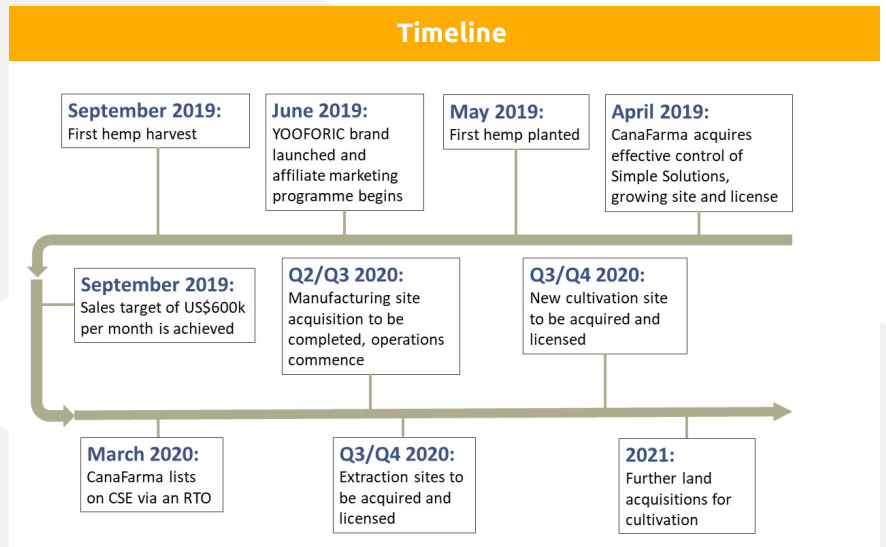 Timeline
September 2019:
First hemp harvest
June 2019:
YOOFORIC brand
launched and
affiliate marketing
programme begins
May 2019:
First hemp planted
April 2019:
CanaFarma acquires
effective control of
Simple Solutions,
growing site and license
September 2019:
Sales target of US$600k
per month is achieved
Q2/Q3 2020:
Manufacturing site
acquisition to be
completed, operations
commence
Q3/Q4 2020:
New cultivation site
to be acquired and
licensed
March 2020:
CanaFarma lists
on CSE via an RTO
Q3/Q4 2020:
Extraction sites to
be acquired and
licensed
2021:
Further land
acquisitions for
cultivation